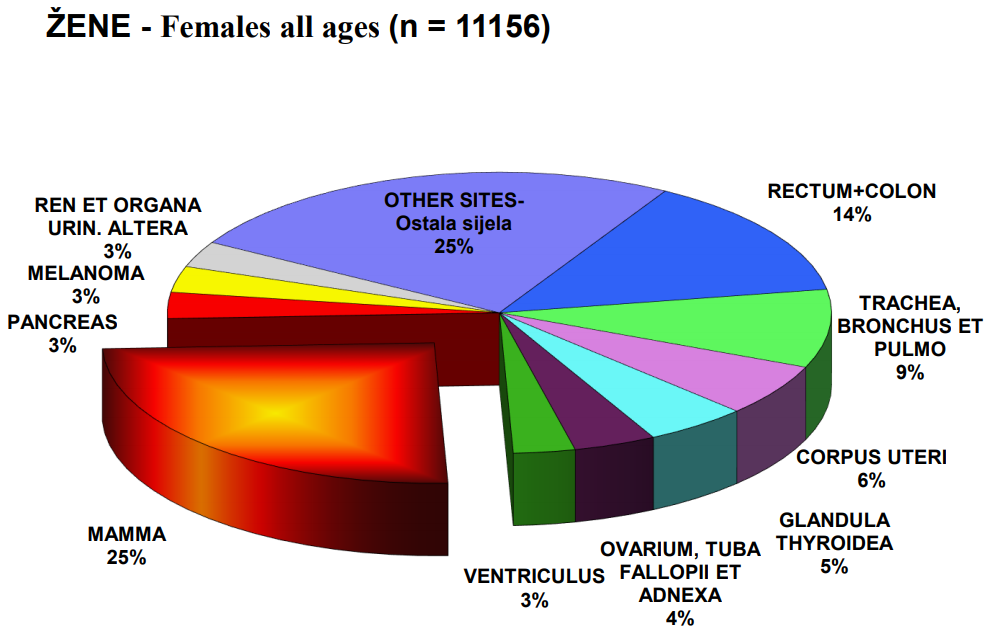 ŽENE - Females all ages (n = 11156)
OTHER SITES-
Ostala sijela
25%
RECTUM+COLON
14%
TRACHEA,
BRONCHUS ET
PULMO
9%
CORPUS UTERI
6%
GLANDULA
THYROIDEA
5%
OVARIUM, TUBA
FALLOPII ET
ADNEXA
4%
VENTRICULUS
3%
MAMMA
25%
PANCREAS
3%
MELANOMA
3%
REN ET ORGANA
URIN. ALTERA
3%